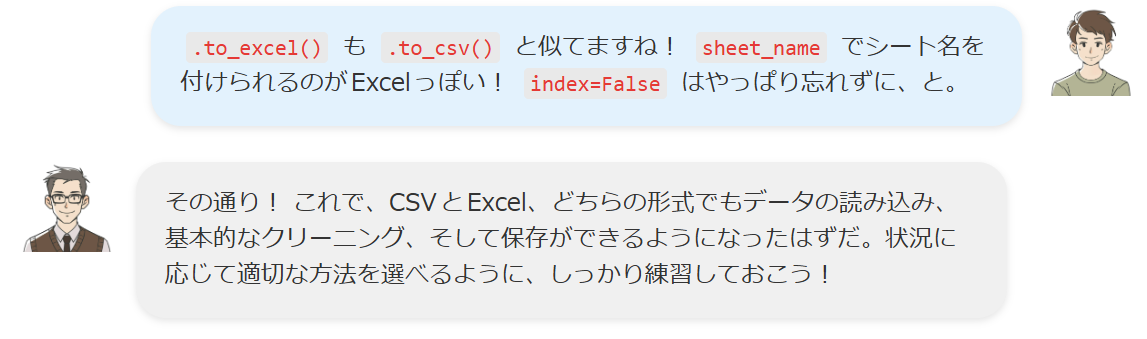 .to_excel() も .to_csv() と似てますね！ sheet_name でシート名を
付けられるのがExcelっぽい！ index=False はやっぱり忘れずに、と。
その通り！ これで、CSVとExcel、どちらの形式でもデータの読み込み、
基本的なクリーニング、そして保存ができるようになったはずだ。状況に
応じて適切な方法を選べるように、しっかり練習しておこう！